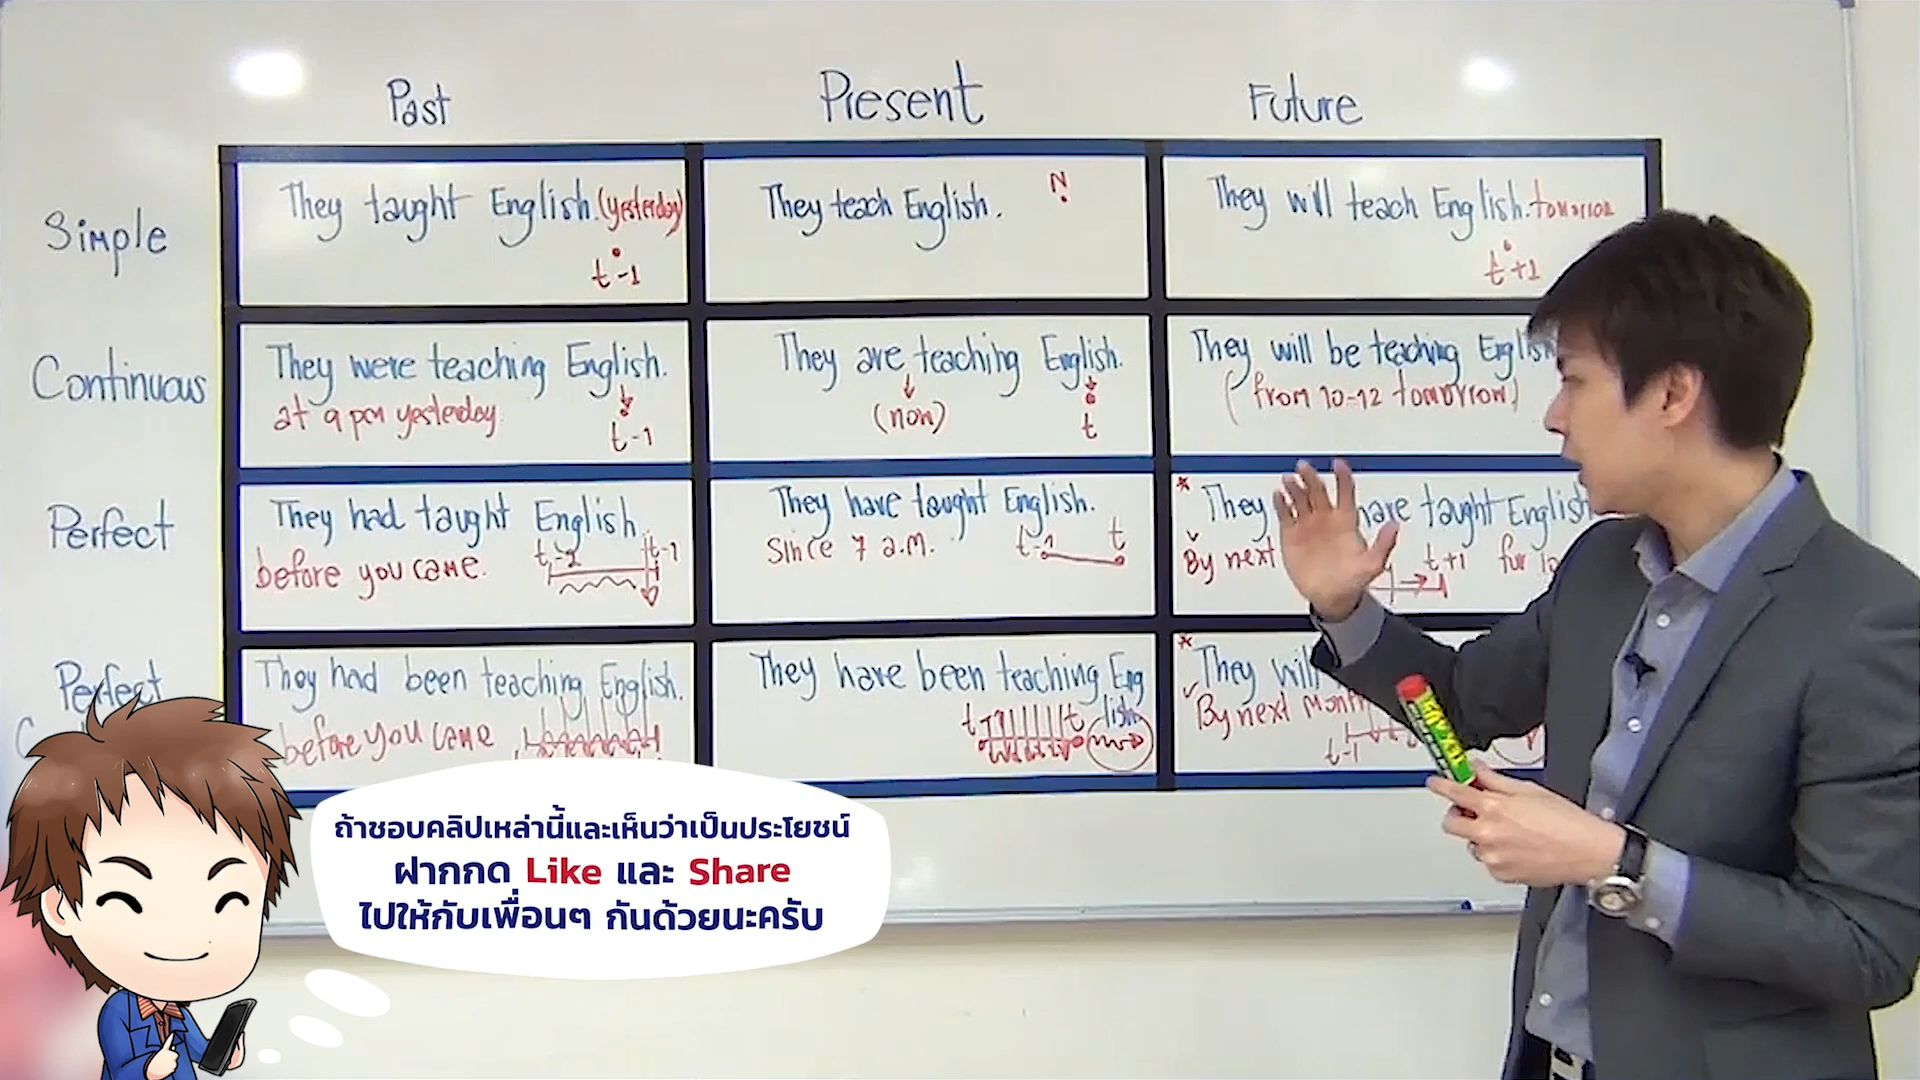 Past Present Future
Simple
They taught English. (yesterday)
t-1
They teach English.
N
They will teach English. tomorrow
t+1
Continuous
They were teaching English.
at 9 pm yesterday.
t-1
They are teaching English.
(now)
t
They will be teaching English
(from 10-12 tomorrow)
Perfect
They had taught English.
before you came.
t-2 t-1
They have taught English.
Since 7 a.m.
t-1 t
* They have taught English
By next t+1 for 10
Perfect
They had been teaching English.
before you came
They have been teaching Eng
lish
t-1 t
* They will
By next month
t-1
ถ้าชอบคลิปเหล่านี้และเห็นว่าเป็นประโยชน์
ฝากกด Like และ Share
ไปให้กับเพื่อนๆ กันด้วยนะครับ